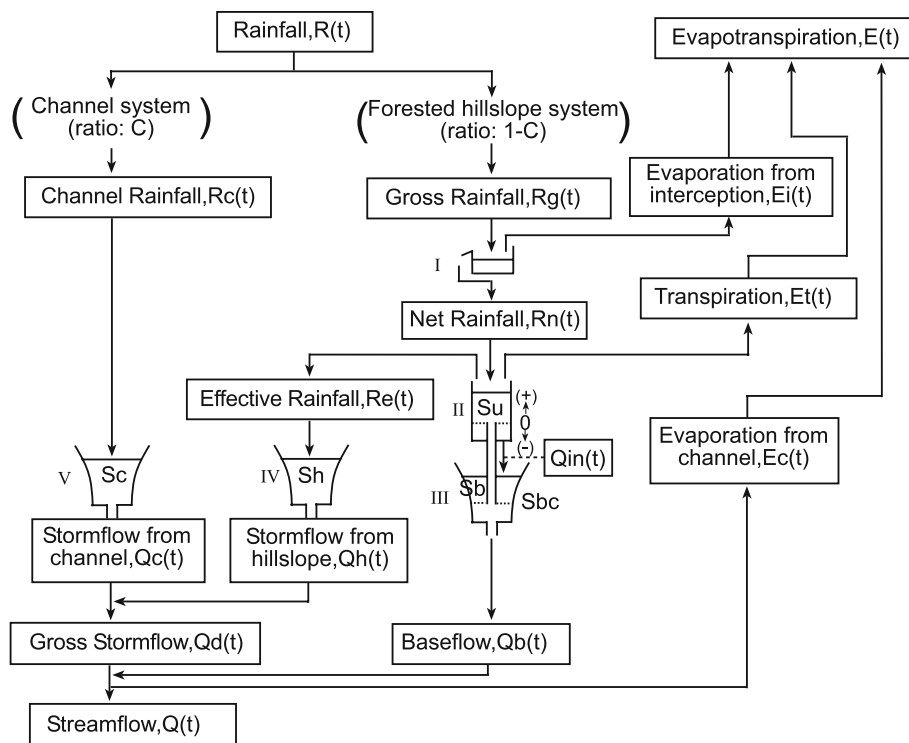 Rainfall,R(t)
Evapotranspiration,E(t)
(Channel system
(ratio: C))
(Forested hillslope system
(ratio: 1-C))
Channel Rainfall,Rc(t)
Gross Rainfall,Rg(t)
Evaporation from
interception,Ei(t)
I
Net Rainfall,Rn(t)
Transpiration,Et(t)
Effective Rainfall,Re(t)
II
Su
(+)
0
(-)
Qin(t)
Evaporation from
channel,Ec(t)
V
Sc
IV
Sh
III
Sb
Sbc
Stormflow from
channel,Qc(t)
Stormflow from
hillslope,Qh(t)
Gross Stormflow,Qd(t)
Baseflow,Qb(t)
Streamflow,Q(t)